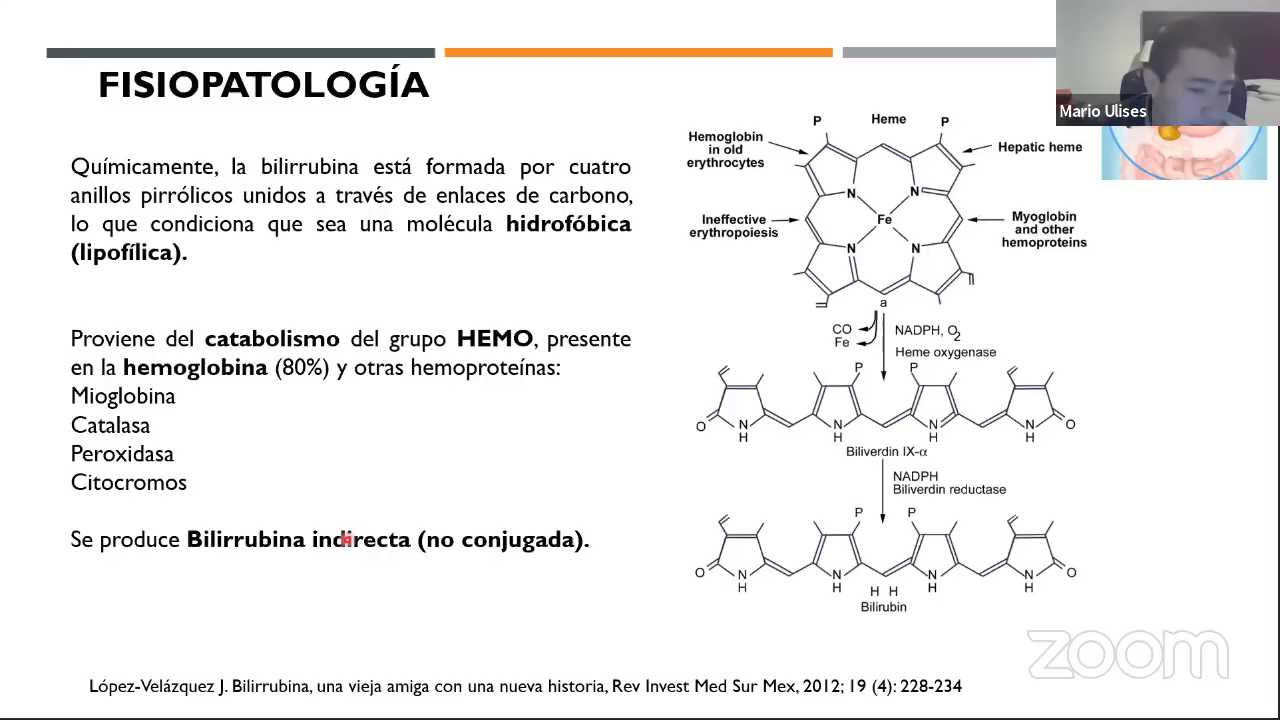 FISIOPATOLOGÍA
Mario Ulises
Químicamente, la bilirrubina está formada por cuatro
anillos pirrólicos unidos a través de enlaces de carbono,
lo que condiciona que sea una molécula hidrofóbica
(lipofílica).
Proviene del catabolismo del grupo HEMO, presente
en la hemoglobina (80%) y otras hemoproteínas:
Mioglobina
Catalasa
Peroxidasa
Citocromos
Se produce Bilirrubina indirecta (no conjugada).
P
Heme
P
Hemoglobin
in old
erythrocytes
Hepatic heme
N
N
Ineffective
erythropoiesis
Fe
Myoglobin
and other
hemoproteins
N
N
a
CO
Fe
NADPH, O2
Heme oxygenase
P
P
O
N
H
N
H
N
H
N
H
O
Biliverdin IX-α
NADPH
Biliverdin reductase
P
P
O
N
H
N
H
N
H
N
H
O
H H
Bilirubin
zoom
López-Velázquez J. Bilirrubina, una vieja amiga con una nueva historia, Rev Invest Med Sur Mex, 2012; 19 (4): 228-234